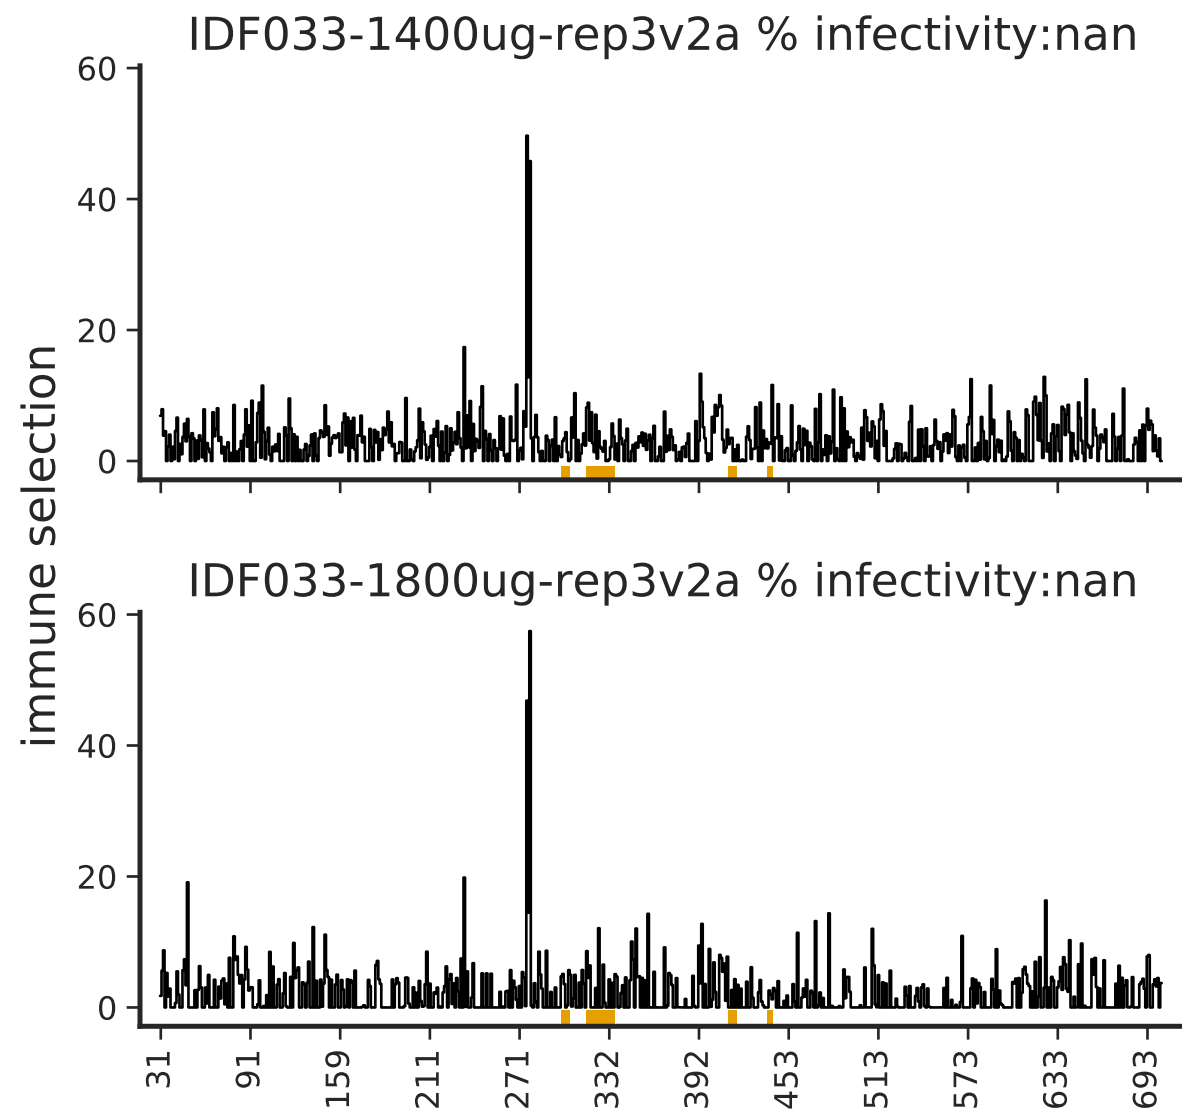 IDF033-1400ug-rep3v2a % infectivity:nan
60
40
20
0
immune selection
IDF033-1800ug-rep3v2a % infectivity:nan
60
40
20
0
31 91 159 211 271 332 392 453 513 573 633 693